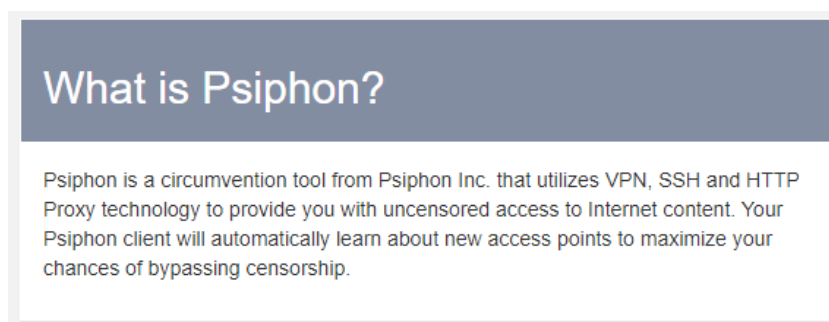 What is Psiphon?
Psiphon is a circumvention tool from Psiphon Inc. that utilizes VPN, SSH and HTTP
Proxy technology to provide you with uncensored access to Internet content. Your
Psiphon client will automatically learn about new access points to maximize your
chances of bypassing censorship.